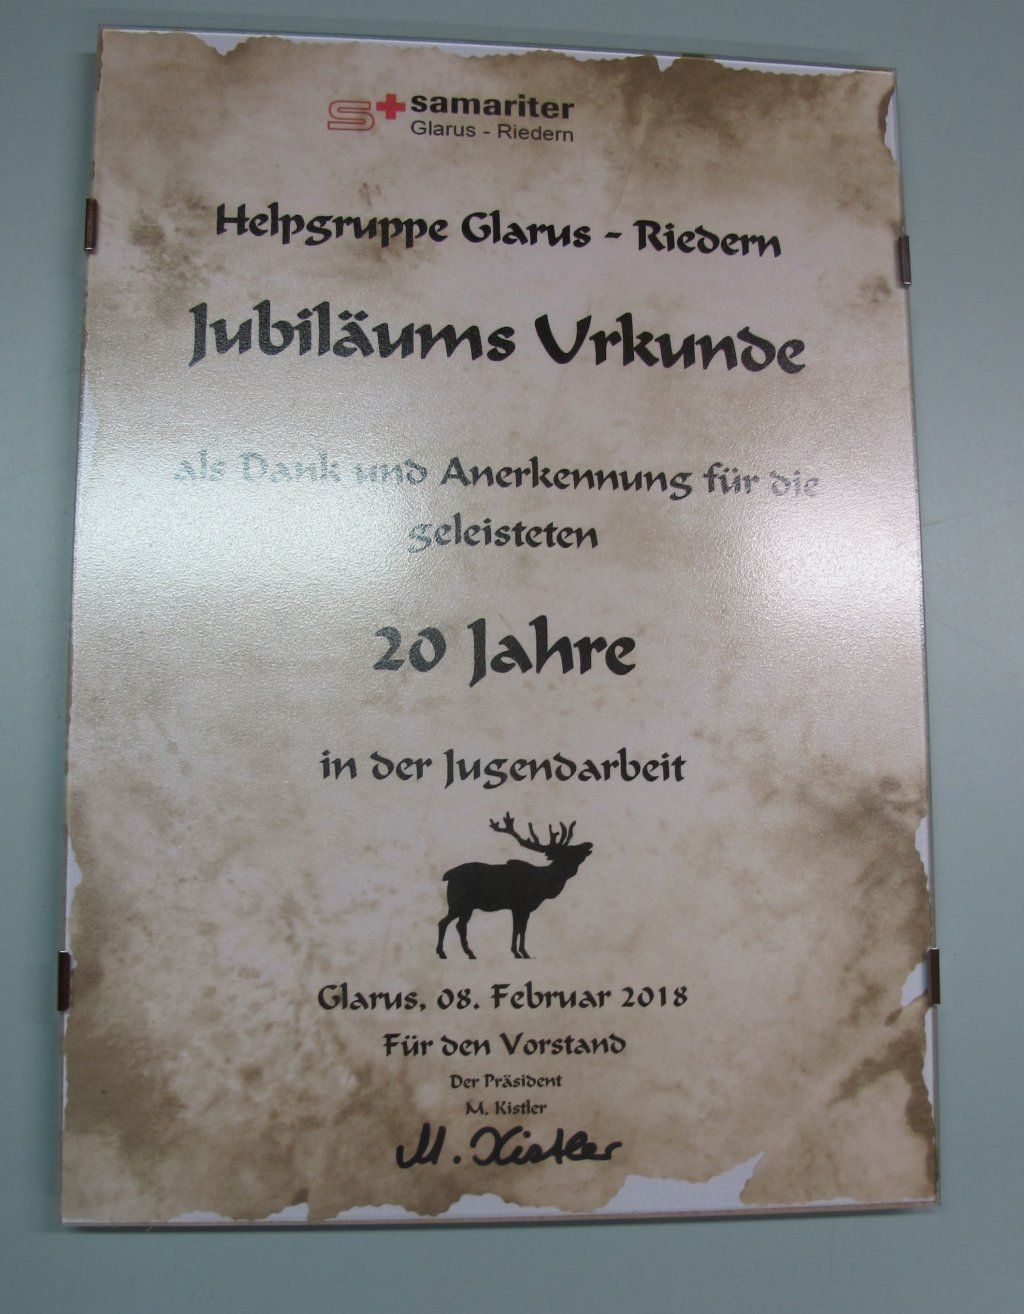 samariter
Glarus - Riedern
Helpgruppe Glarus - Riedern
Jubiläums Urkunde
als Dank und Anerkennung für die
geleisteten
20 Jahre
in der Jugendarbeit
Glarus, 08. Februar 2018
Für den Vorstand
Der Präsident
M. Kistler
M. Kistler